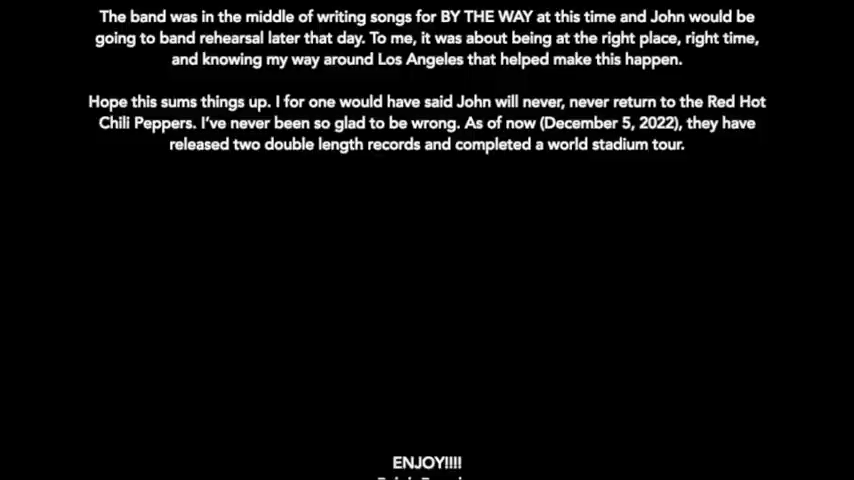 The band was in the middle of writing songs for BY THE WAY at this time and John would be
going to band rehearsal later that day. To me, it was about being at the right place, right time,
and knowing my way around Los Angeles that helped make this happen.
Hope this sums things up. I for one would have said John will never, never return to the Red Hot
Chili Peppers. I've never been so glad to be wrong. As of now (December 5, 2022), they have
released two double length records and completed a world stadium tour.
ENJOY!!!!